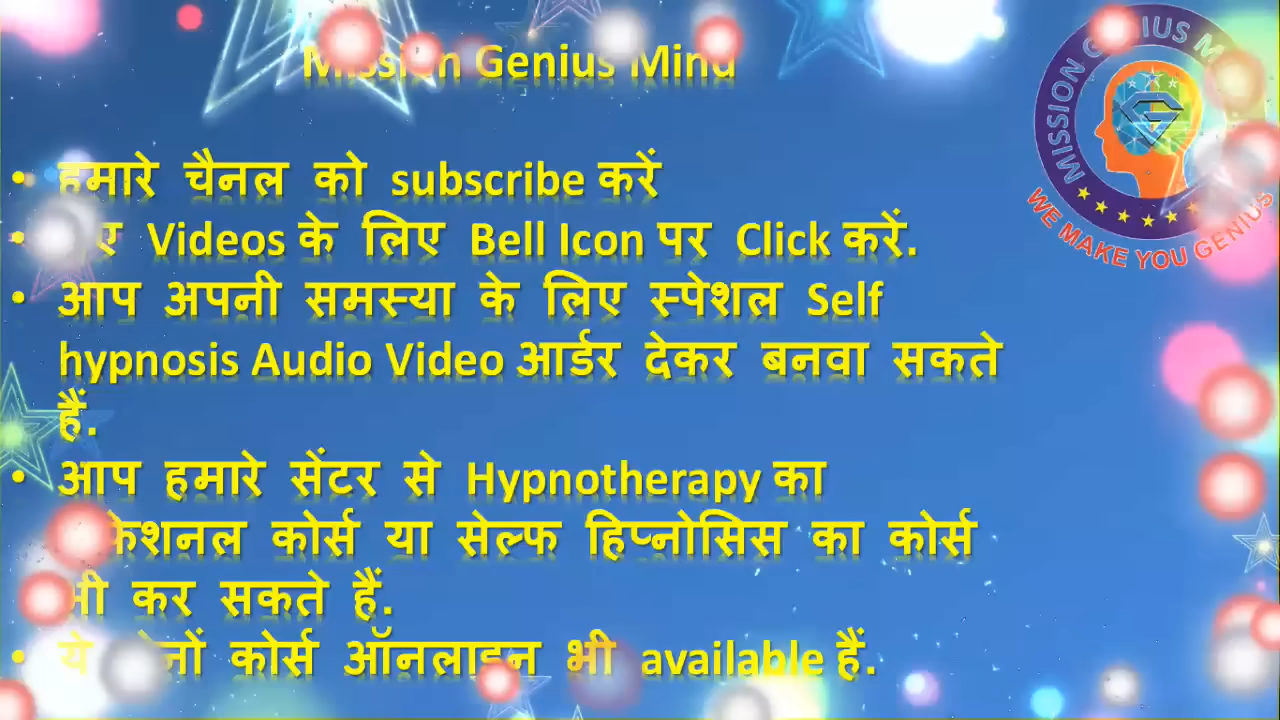 Mission Genius Mind
MISSION GENIUS
WE MAKE YOU GENIUS
• हमारे चैनल को subscribe करें
• Videos के लिए Bell Icon पर Click करें.
• आप अपनी समस्या के लिए स्पेशल Self
hypnosis Audio Video आर्डर देकर बनवा सकते
हैं.
• आप हमारे सेंटर से Hypnotherapy का
कोर्स या सेल्फ हिप्नोसिस का कोर्स
भी कर सकते हैं.
• ये दोनों कोर्स ऑनलाइन भी available हैं.